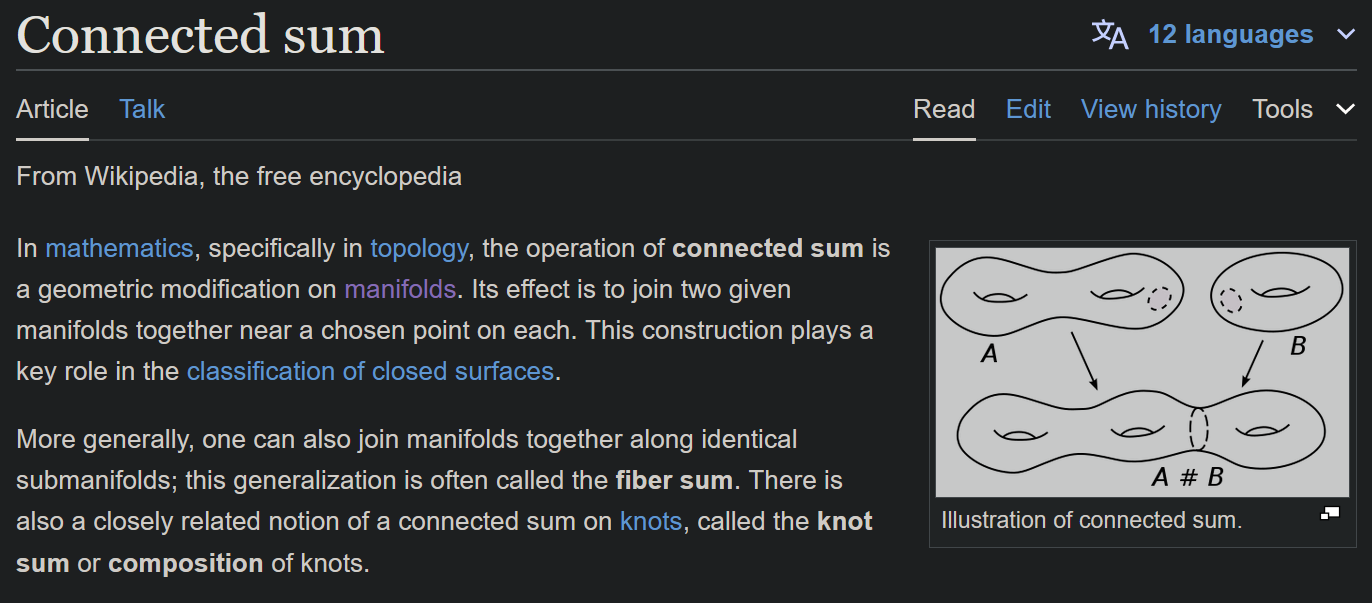 Connected sum
12 languages
Article Talk
Read Edit View history Tools
From Wikipedia, the free encyclopedia
In mathematics, specifically in topology, the operation of connected sum is
a geometric modification on manifolds. Its effect is to join two given
manifolds together near a chosen point on each. This construction plays a
key role in the classification of closed surfaces.
More generally, one can also join manifolds together along identical
submanifolds; this generalization is often called the fiber sum. There is
also a closely related notion of a connected sum on knots, called the knot
sum or composition of knots.
A
B
A # B
Illustration of connected sum.